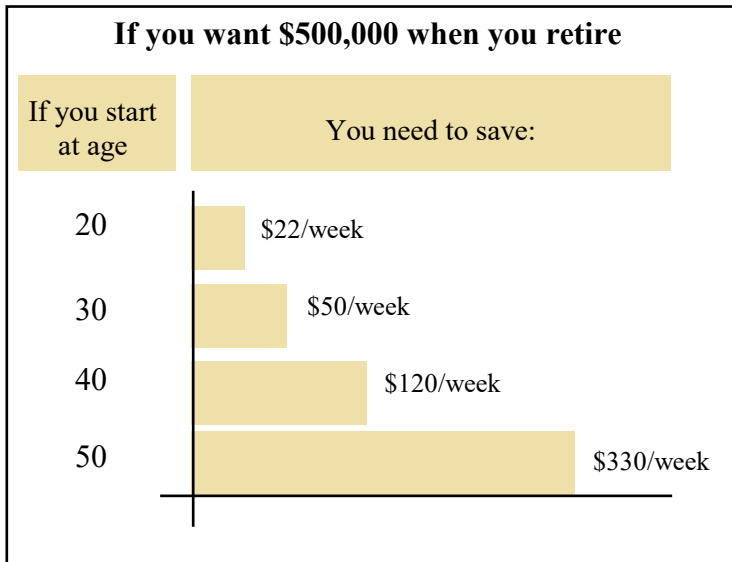 If you want $500,000 when you retire
If you start
at age
You need to save:
20
$22/week
30
$50/week
40
$120/week
50
$330/week